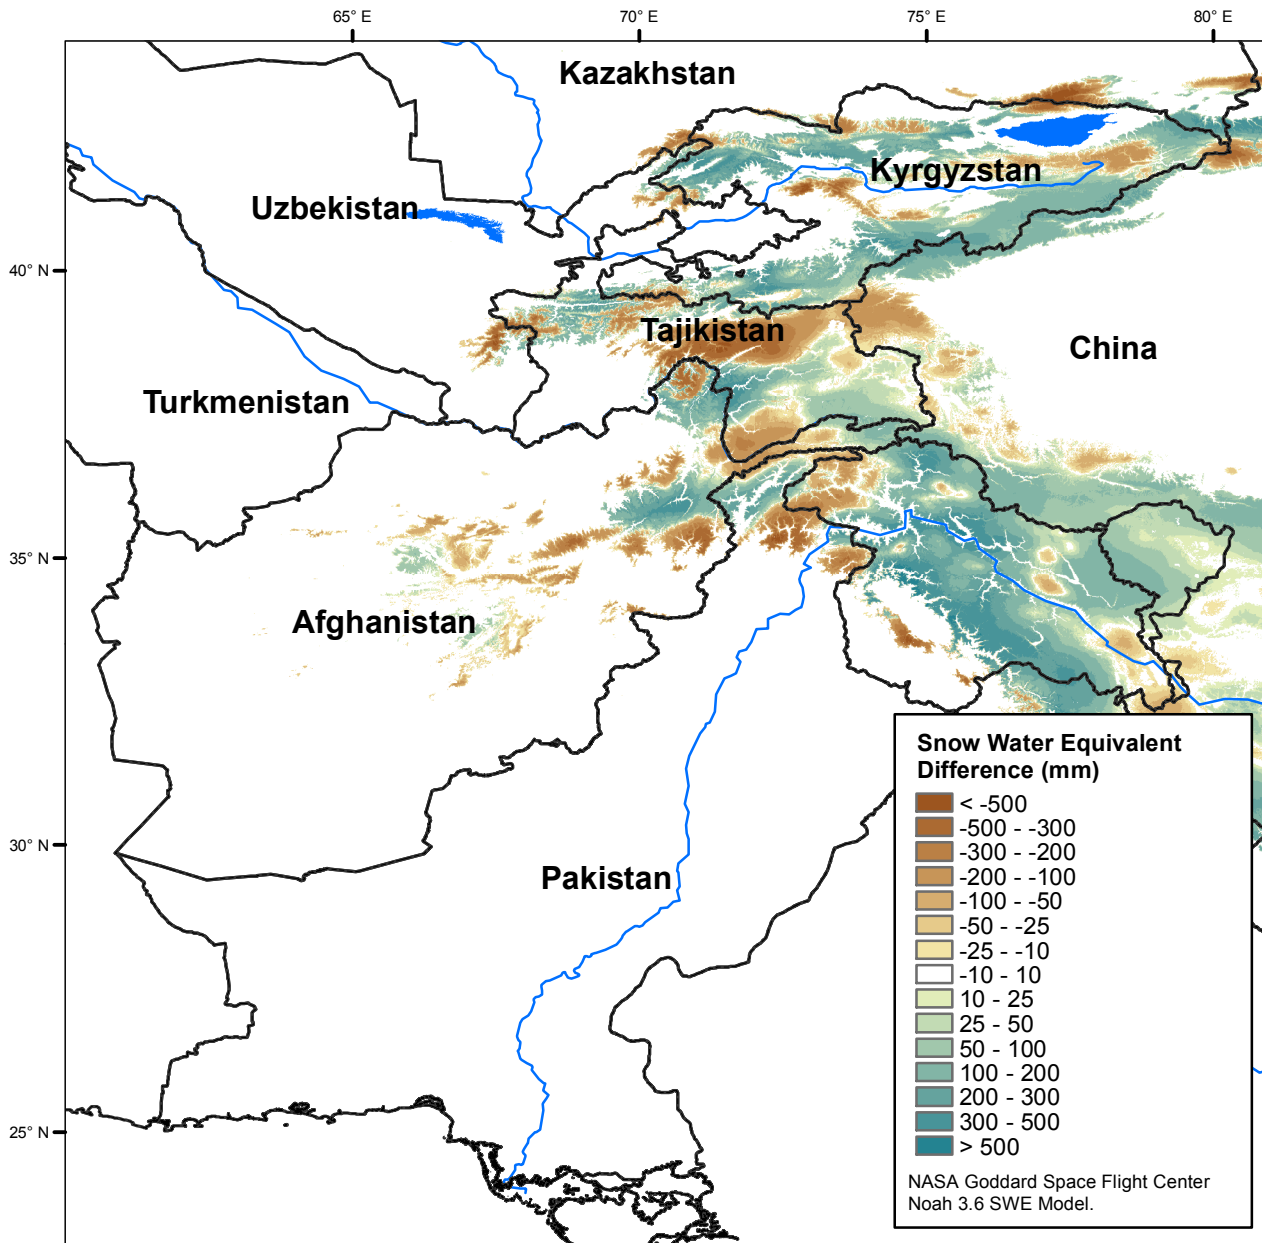 65° E
70° E
75° E
80° E
Kazakhstan
Kyrgyzstan
Uzbekistan
40° N
Tajikistan
China
Turkmenistan
35° N
Afghanistan
30° N
Pakistan
25° N
Snow Water Equivalent
Difference (mm)
< -500
-500 - -300
-300 - -200
-200 - -100
-100 - -50
-50 - -25
-25 - -10
-10 - 10
10 - 25
25 - 50
50 - 100
100 - 200
200 - 300
300 - 500
> 500
NASA Goddard Space Flight Center
Noah 3.6 SWE Model.